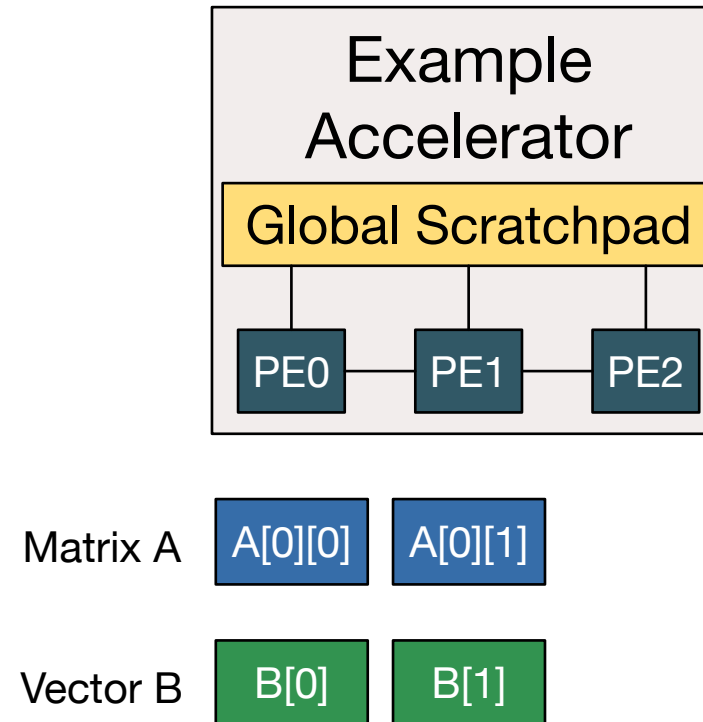 Example
Accelerator
Global Scratchpad
PE0 PE1 PE2
Matrix A A[0][0] A[0][1]
Vector B B[0] B[1]